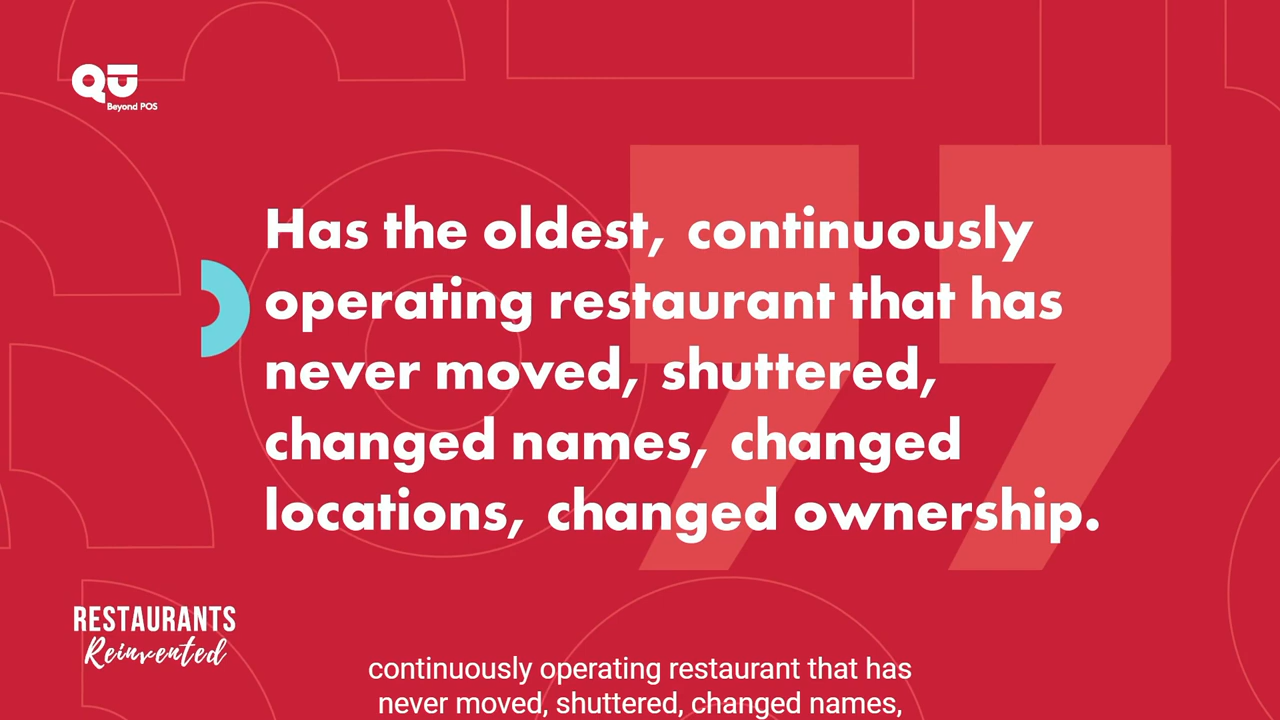 QU
Beyond POS
Has the oldest, continuously
operating restaurant that has
never moved, shuttered,
changed names, changed
locations, changed ownership.
RESTAURANTS
Reinvented
continuously operating restaurant that has
never moved, shuttered, changed names,